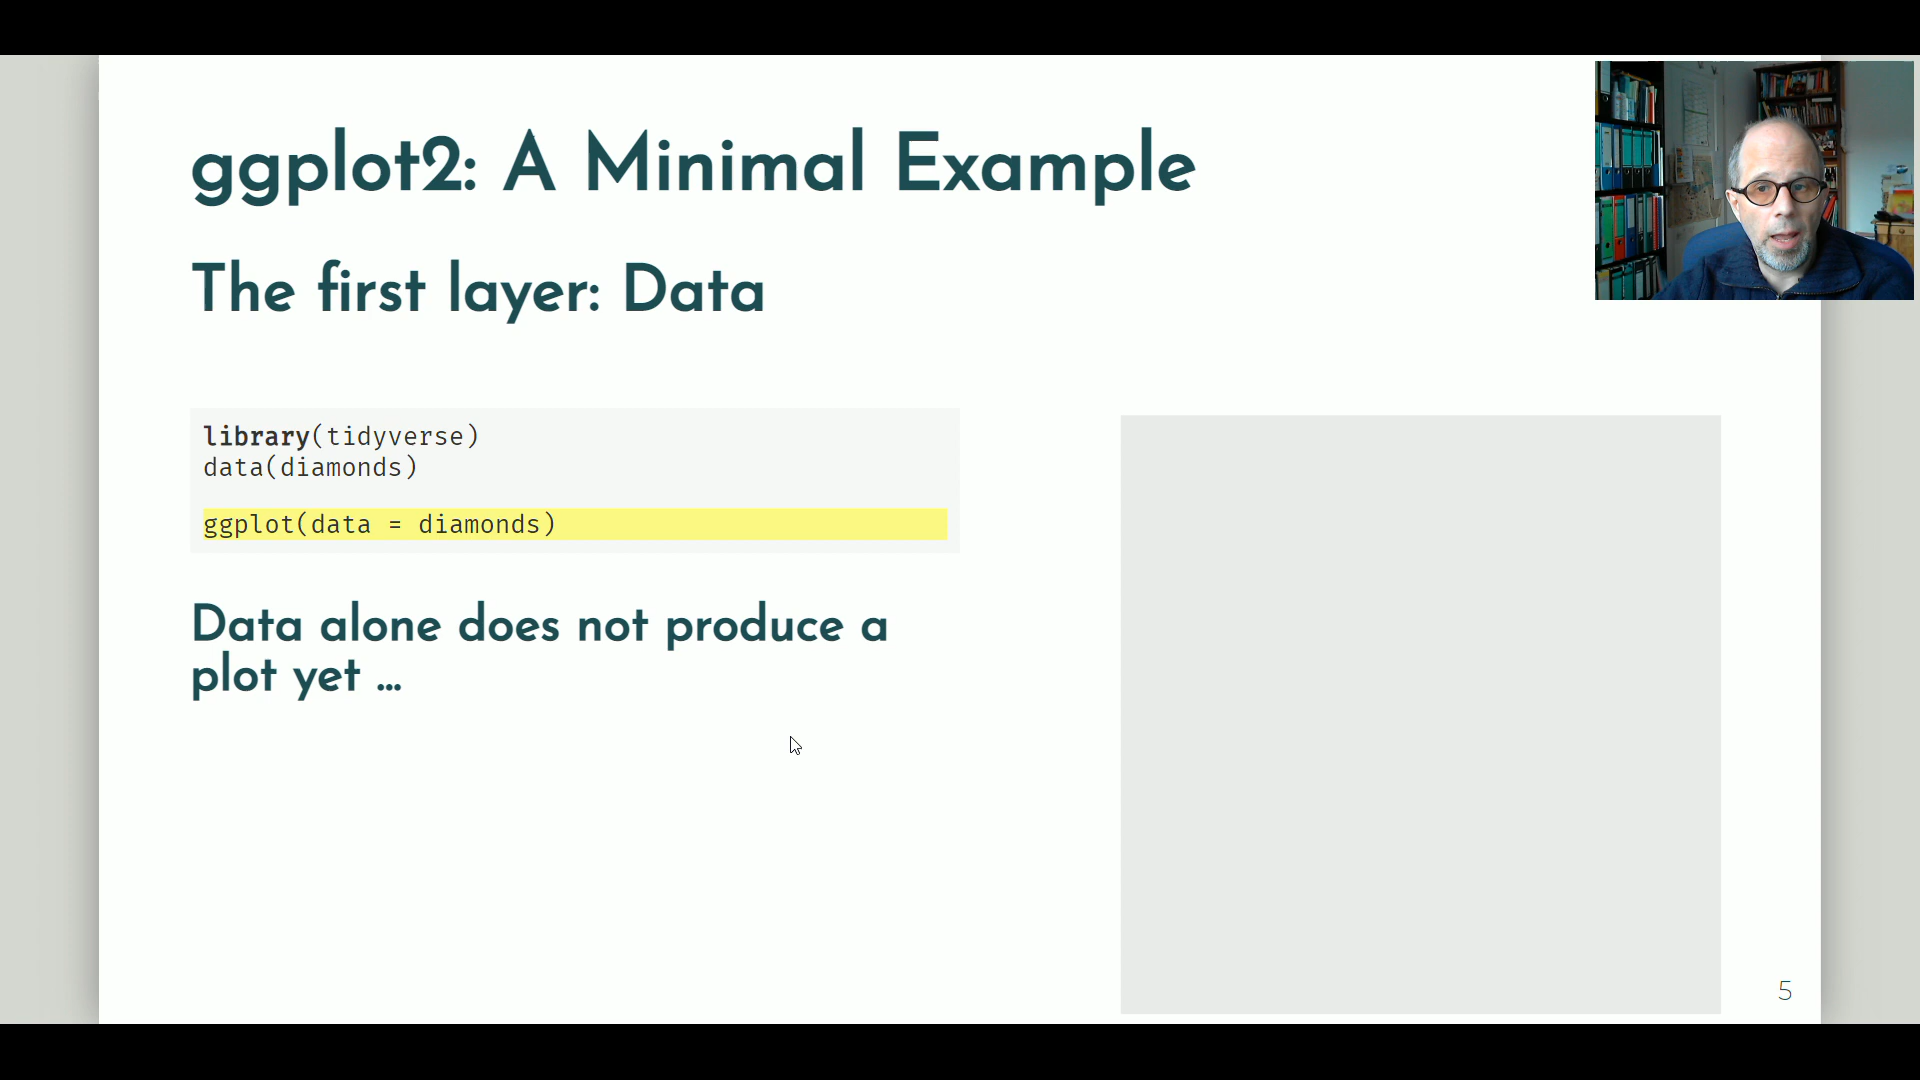 ggplot2: A Minimal Example
The first layer: Data
library(tidyverse)
data(diamonds)
ggplot(data = diamonds)
Data alone does not produce a
plot yet ...
5